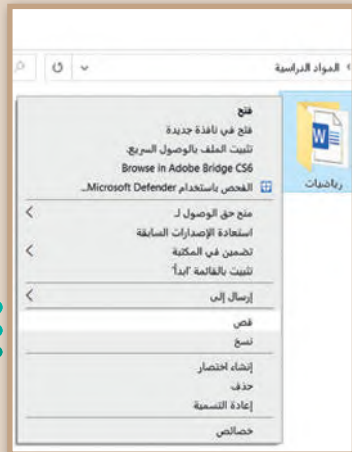 المواد الدراسية
رياضيات
فتح
فتح في نافذة جديدة
تثبيت الملف بالوصول السريع.
Browse in Adobe Bridge CS6
الفحص باستخدام Microsoft Defender...
منح حق الوصول لـ
استعادة الإصدارات السابقة
تضمين في المكتبة
تثبيت بالقائمة "ابدأ"
إرسال إلى
قص
نسخ
إنشاء اختصار
حذف
إعادة التسمية
خصائص